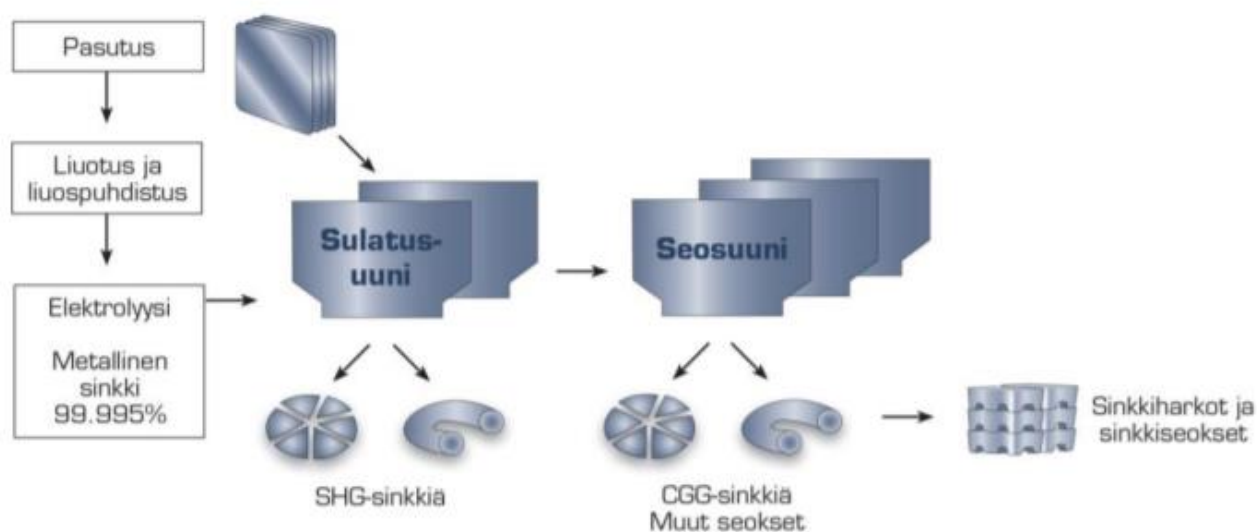 Pasutus
Liuotus ja
liuospuhdistus
Elektrolyysi
Metallinen
sinkki
99.995%
Sulatus-
uuni
Seosuuni
SHG-sinkkiä
CGG-sinkkiä
Muut seokset
Sinkkiharkot ja
sinkkiseokset